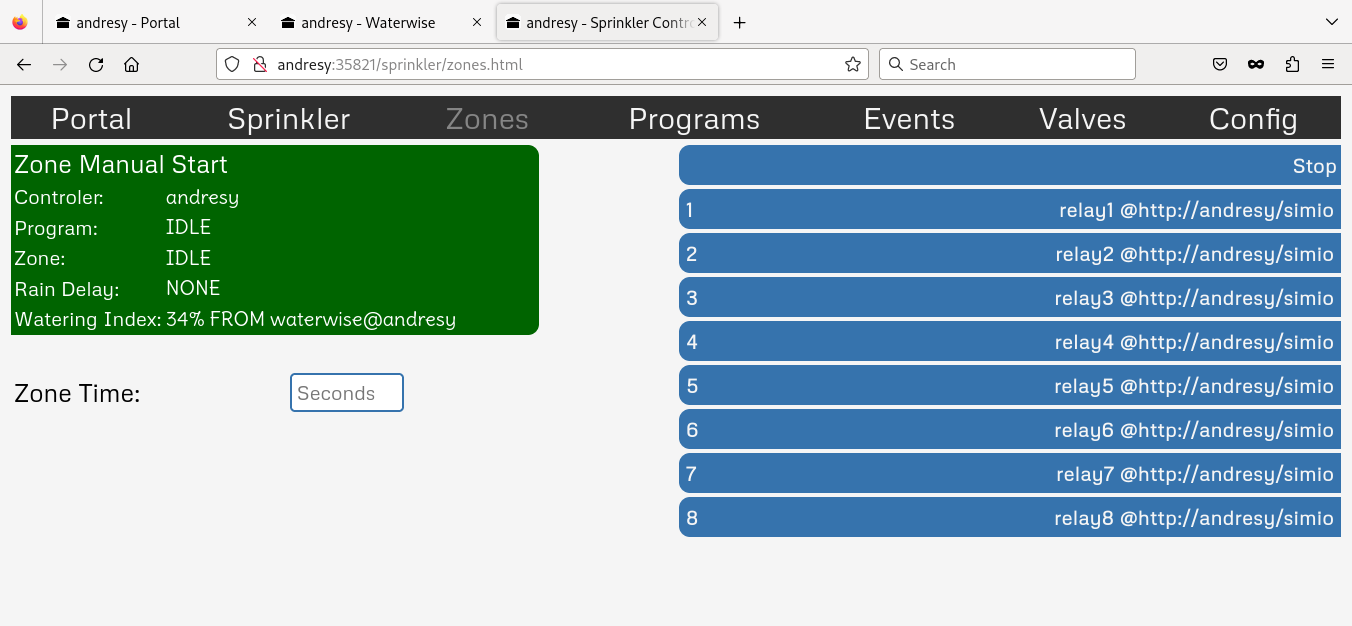 andresy - Portal
andresy - Waterwise
andresy - Sprinkler Contro
andresy:35821/sprinkler/zones.html
Search
Portal Sprinkler Zones Programs Events Valves Config
Zone Manual Start
Controler: andresy
Program: IDLE
Zone: IDLE
Rain Delay: NONE
Watering Index: 34% FROM waterwise@andresy
Zone Time: Seconds
Stop
1 relay1 @http://andresy/simio
2 relay2 @http://andresy/simio
3 relay3 @http://andresy/simio
4 relay4 @http://andresy/simio
5 relay5 @http://andresy/simio
6 relay6 @http://andresy/simio
7 relay7 @http://andresy/simio
8 relay8 @http://andresy/simio